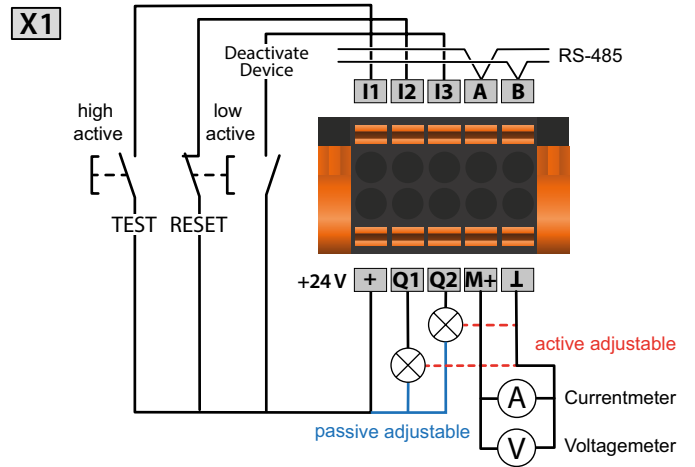 X1
Deactivate
Device
RS-485
I1 I2 I3 A B
high
active
low
active
TEST RESET
+24 V + Q1 Q2 M+ ⊥
active adjustable
passive adjustable
A Currentmeter
V Voltagemeter